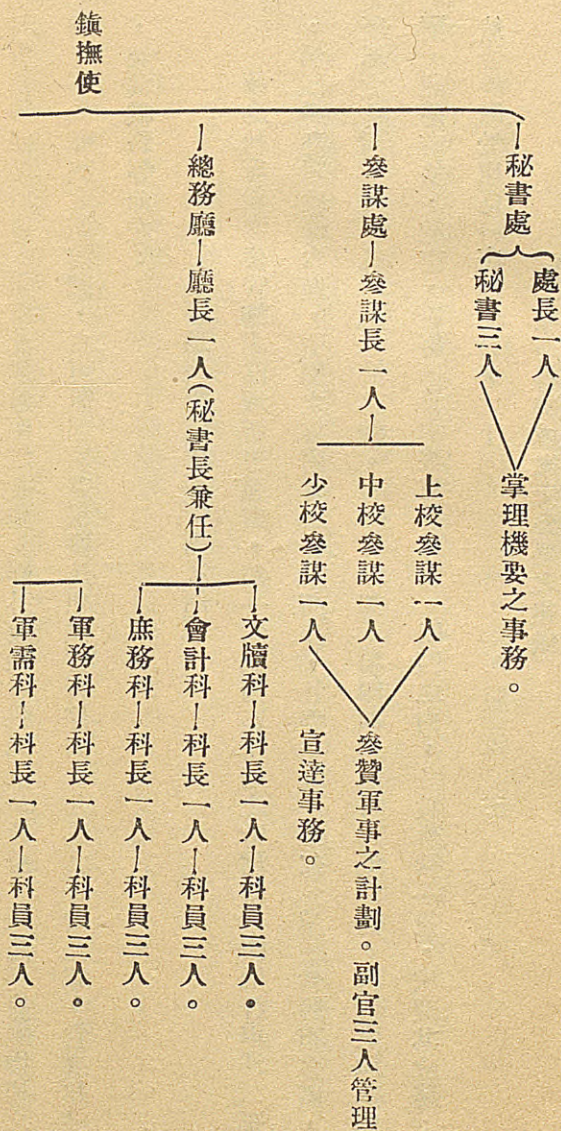 鎮撫使
秘書處
處長一人
秘書三人
掌理機要之事務。
參謀處
參謀長一人
上校參謀一人
中校參謀一人
少校參謀一人
參贊軍事之計劃。副官三人管理
宣達事務。
總務廳
廳長一人(秘書長兼任)
文牘科 科長一人 科員三人。
會計科 科長一人 科員三人。
庶務科 科長一人 科員三人。
軍務科 科長一人 科員三人。
軍需科 科長一人 科員三人。